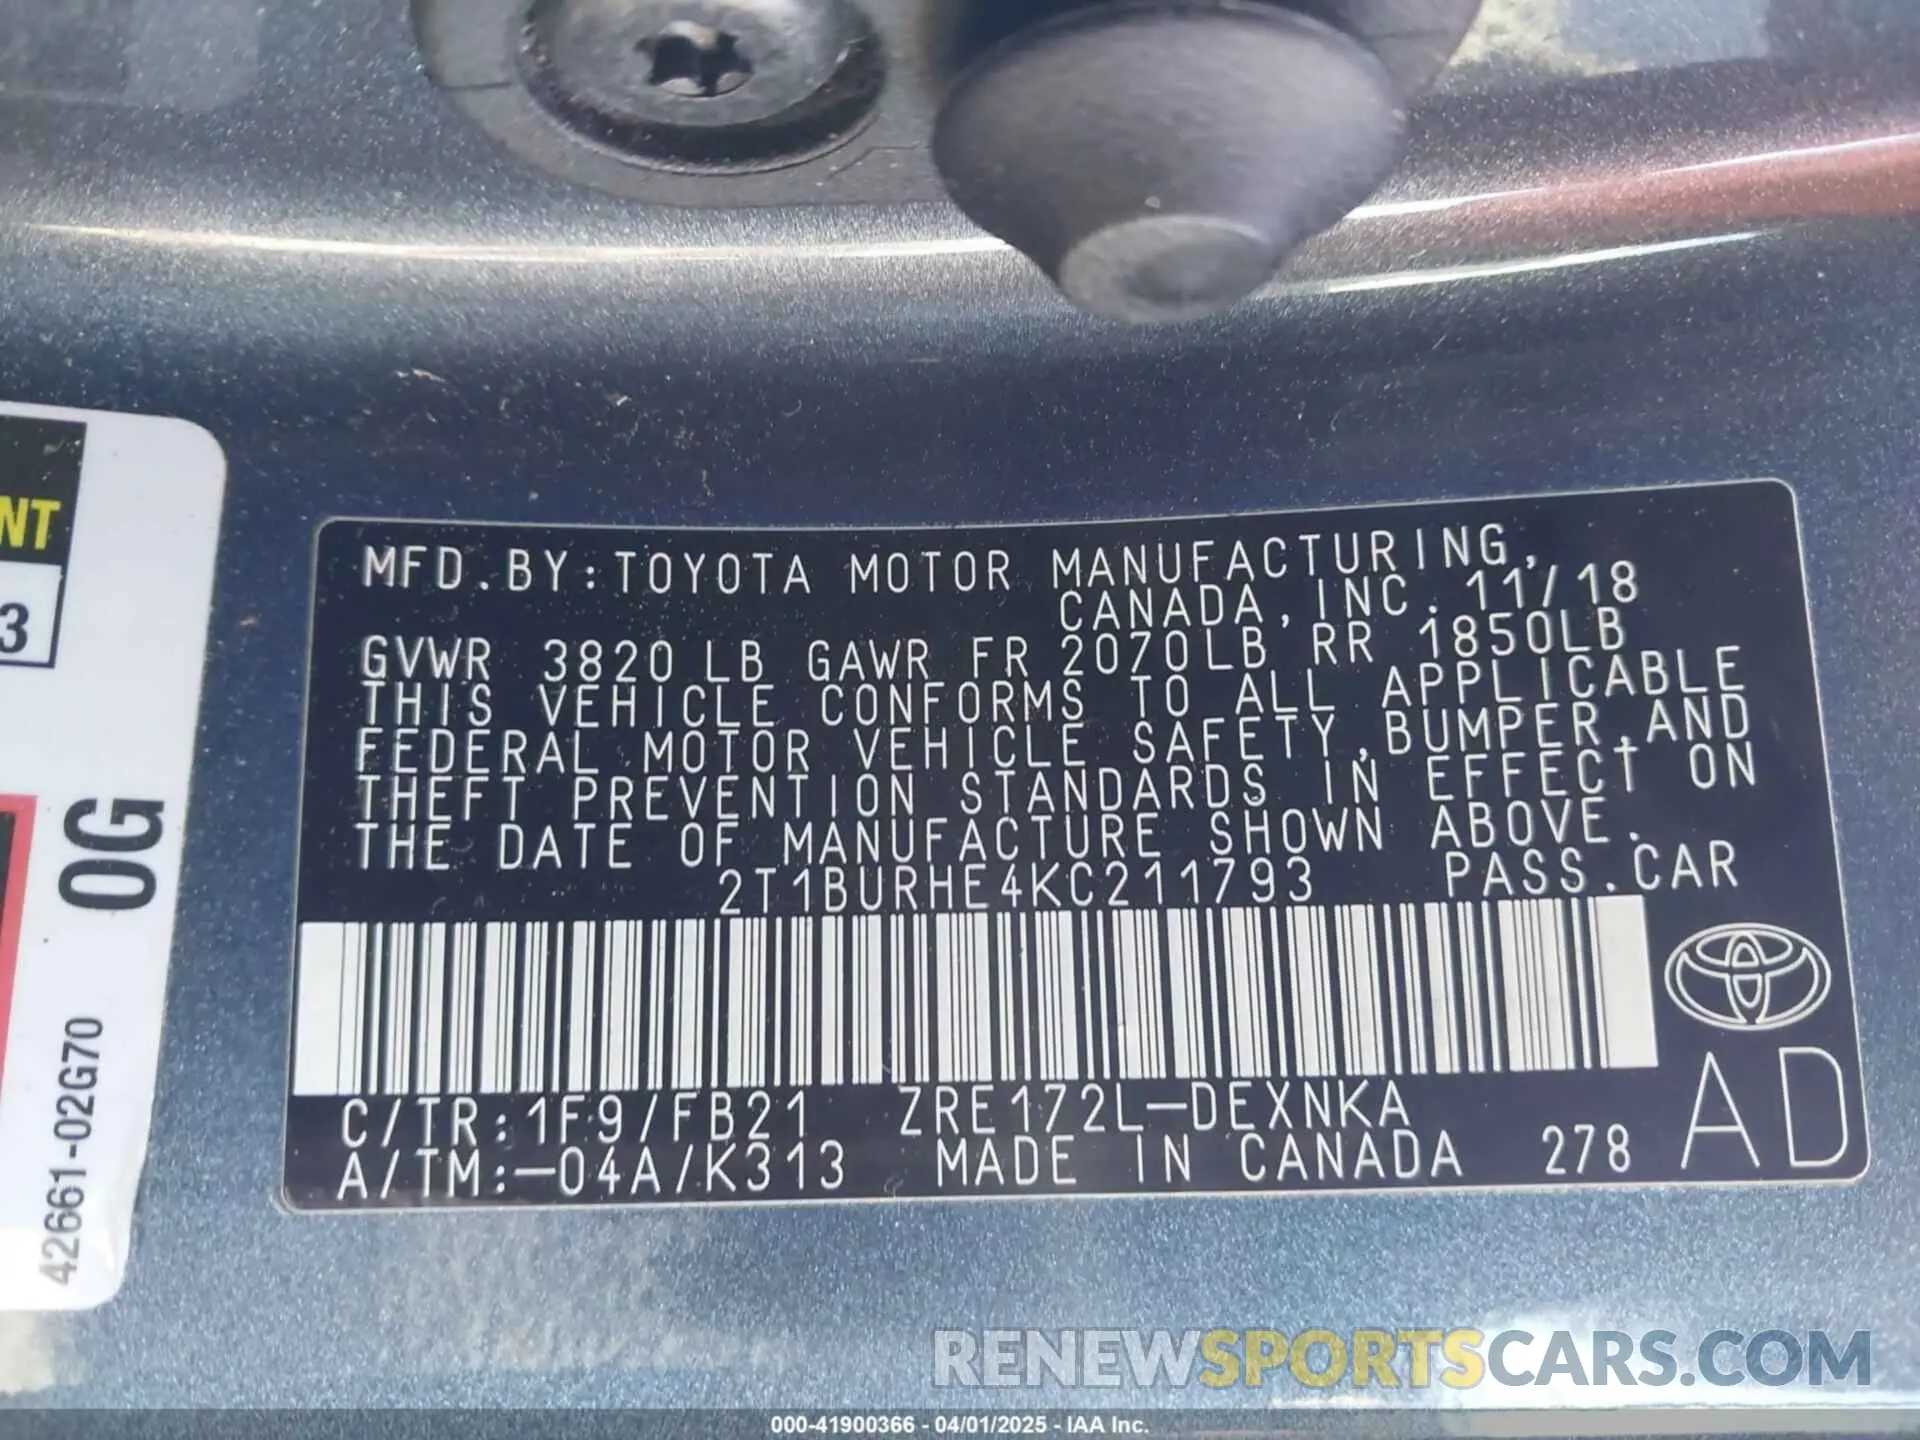 MFD.BY:TOYOTA MOTOR MANUFACTURING,
CANADA,INC. 11/18
GVWR 3820LB GAWR FR 2070LB RR 1850LB
THIS VEHICLE CONFORMS TO ALL APPLICABLE
FEDERAL MOTOR VEHICLE SAFETY,BUMPER,AND
THEFT PREVENTION STANDARDS IN EFFECT ON
THE DATE OF MANUFACTURE SHOWN ABOVE.
2T1BURHE4KC211793 PASS.CAR
C/TR:1F9/FB21 ZRE172L-DEXNKA
A/TM:-04A/K313 MADE IN CANADA 278
AD
NT
3
0G
42661-02G70
RENEWSPORTSCARS.COM
000-41900366 - 04/01/2025 - IAA Inc.